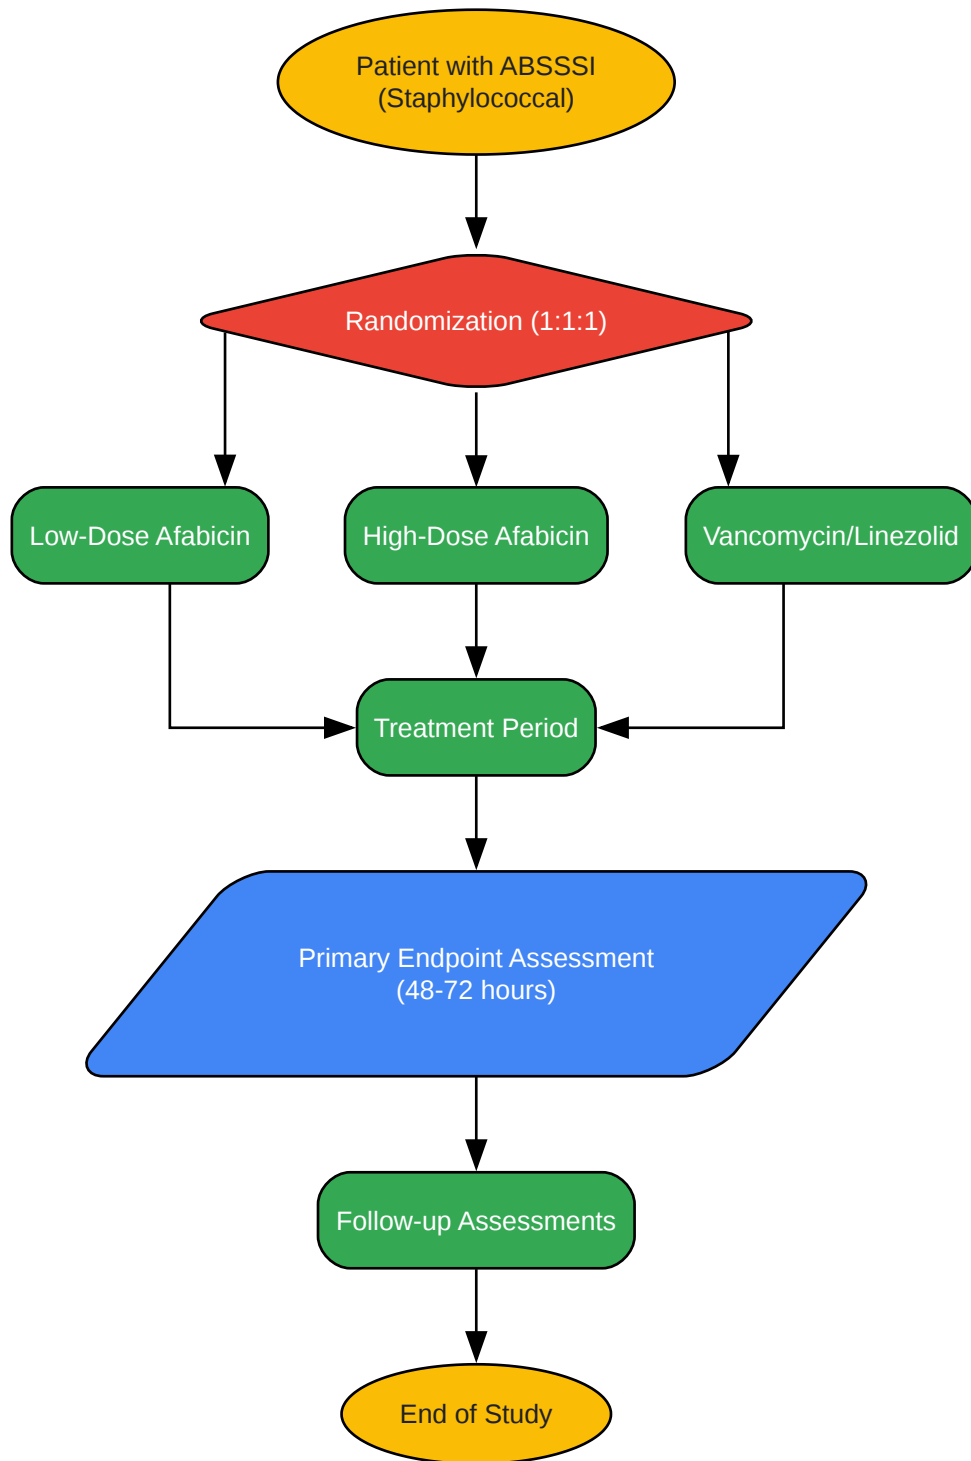 Patient with ABSSSI
(Staphylococcal)
Randomization (1:1:1)
Low-Dose Afabicin
High-Dose Afabicin
Vancomycin/Linezolid
Treatment Period
Primary Endpoint Assessment
(48-72 hours)
Follow-up Assessments
End of Study